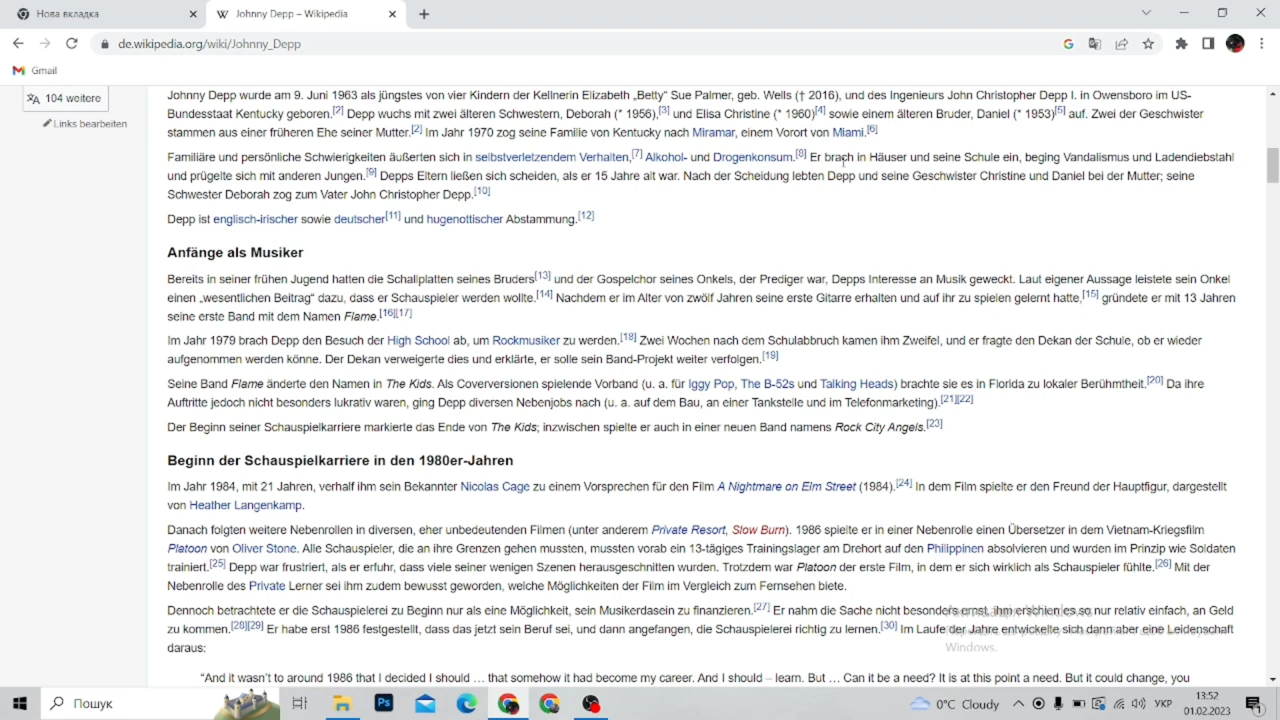 Нова вкладка
Johnny Depp – Wikipedia
de.wikipedia.org/wiki/Johnny_Depp
Gmail
104 weitere
Links bearbeiten
Johnny Depp wurde am 9. Juni 1963 als jüngstes von vier Kindern der Kellnerin Elizabeth „Betty“ Sue Palmer, geb. Wells († 2016), und des Ingenieurs John Christopher Depp I. in Owensboro im US-
Bundesstaat Kentucky geboren.[2] Depp wuchs mit zwei älteren Schwestern, Deborah (* 1956),[3] und Elisa Christine (* 1960)[4] sowie einem älteren Bruder, Daniel (* 1953)[5] auf. Zwei der Geschwister
stammen aus einer früheren Ehe seiner Mutter.[2] Im Jahr 1970 zog seine Familie von Kentucky nach Miramar, einem Vorort von Miami.[6]
Familiäre und persönliche Schwierigkeiten äußerten sich in selbstverletzendem Verhalten,[7] Alkohol- und Drogenkonsum.[8] Er brach in Häuser und seine Schule ein, beging Vandalismus und Ladendiebstahl
und prügelte sich mit anderen Jungen.[9] Depps Eltern ließen sich scheiden, als er 15 Jahre alt war. Nach der Scheidung lebten Depp und seine Geschwister Christine und Daniel bei der Mutter; seine
Schwester Deborah zog zum Vater John Christopher Depp.[10]
Depp ist englisch-irischer sowie deutscher[11] und hugenottischer Abstammung.[12]
Anfänge als Musiker
Bereits in seiner frühen Jugend hatten die Schallplatten seines Bruders[13] und der Gospelchor seines Onkels, der Prediger war, Depps Interesse an Musik geweckt. Laut eigener Aussage leistete sein Onkel
einen „wesentlichen Beitrag“ dazu, dass er Schauspieler werden wollte.[14] Nachdem er im Alter von zwölf Jahren seine erste Gitarre erhalten und auf ihr zu spielen gelernt hatte,[15] gründete er mit 13 Jahren
seine erste Band mit dem Namen Flame.[16][17]
Im Jahr 1979 brach Depp den Besuch der High School ab, um Rockmusiker zu werden.[18] Zwei Wochen nach dem Schulabbruch kamen ihm Zweifel, und er fragte den Dekan der Schule, ob er wieder
aufgenommen werden könne. Der Dekan verweigerte dies und erklärte, er solle sein Band-Projekt weiter verfolgen.[19]
Seine Band Flame änderte den Namen in The Kids. Als Coverversionen spielende Vorband (u. a. für Iggy Pop, The B-52s und Talking Heads) brachte sie es in Florida zu lokaler Berühmtheit.[20] Da ihre
Auftritte jedoch nicht besonders lukrativ waren, ging Depp diversen Nebenjobs nach (u. a. auf dem Bau, an einer Tankstelle und im Telefonmarketing).[21][22]
Der Beginn seiner Schauspielkarriere markierte das Ende von The Kids; inzwischen spielte er auch in einer neuen Band namens Rock City Angels.[23]
Beginn der Schauspielkarriere in den 1980er-Jahren
Im Jahr 1984, mit 21 Jahren, verhalf ihm sein Bekannter Nicolas Cage zu einem Vorsprechen für den Film A Nightmare on Elm Street (1984).[24] In dem Film spielte er den Freund der Hauptfigur, dargestellt
von Heather Langenkamp.
Danach folgten weitere Nebenrollen in diversen, eher unbedeutenden Filmen (unter anderem Private Resort, Slow Burn). 1986 spielte er in einer Nebenrolle einen Übersetzer in dem Vietnam-Kriegsfilm
Platoon von Oliver Stone. Alle Schauspieler, die an ihre Grenzen gehen mussten, mussten vorab ein 13-tägiges Trainingslager am Drehort auf den Philippinen absolvieren und wurden im Prinzip wie Soldaten
trainiert.[25] Depp war frustriert, als er erfuhr, dass viele seiner wenigen Szenen herausgeschnitten wurden. Trotzdem war Platoon der erste Film, in dem er sich wirklich als Schauspieler fühlte.[26] Mit der
Nebenrolle des Private Lerner sei ihm zudem bewusst geworden, welche Möglichkeiten der Film im Vergleich zum Fernsehen biete.
Dennoch betrachtete er die Schauspielerei zu Beginn nur als eine Möglichkeit, sein Musikerdasein zu finanzieren.[27] Er nahm die Sache nicht besonders ernst, ihm erschien es nur relativ einfach, an Geld
zu kommen.[28][29] Er habe erst 1986 festgestellt, dass das jetzt sein Beruf sei, und dann angefangen, die Schauspielerei richtig zu lernen.[30] Im Laufe der Jahre entwickelte sich dann aber eine Leidenschaft
daraus:
Windows.
“And it wasn’t to around 1986 that I decided I should … that somehow it had become my career. And I should – learn. But … Can it be a need? It is at this point a need. But it could change, you
Пошук
Ps
0°C Cloudy
УКР
13:52
01.02.2023
1